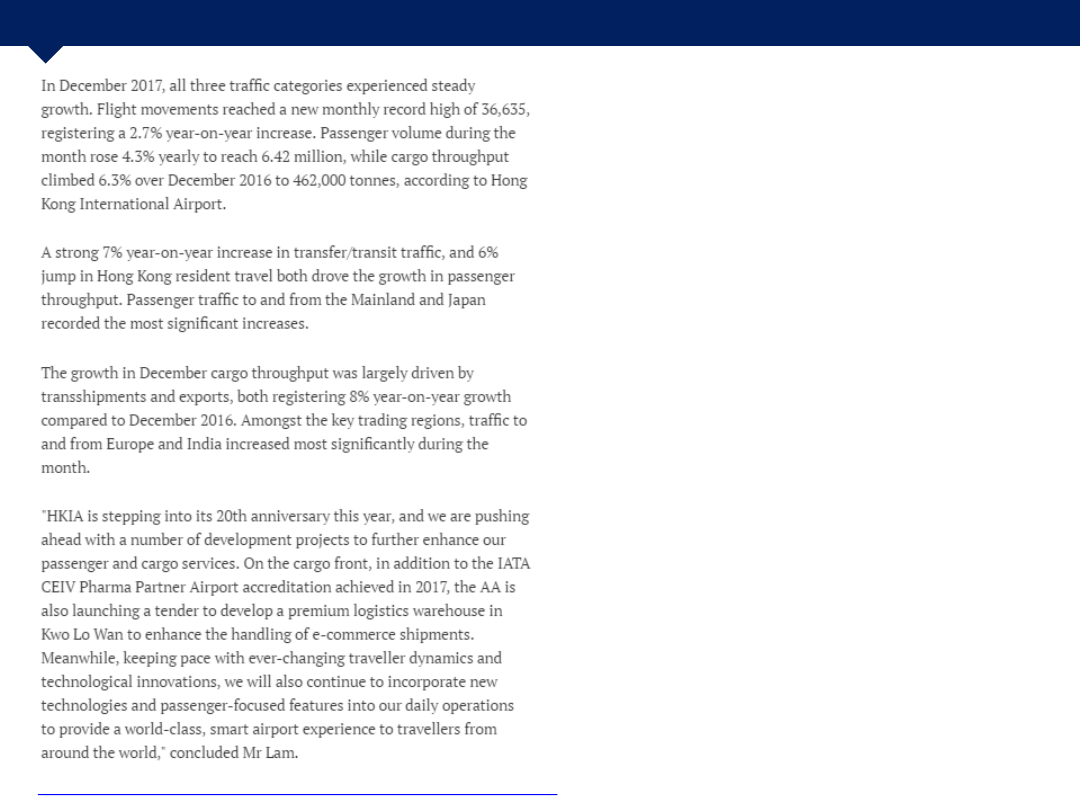 In December 2017, all three traffic categories experienced steady
growth. Flight movements reached a new monthly record high of 36,635,
registering a 2.7% year-on-year increase. Passenger volume during the
month rose 4.3% yearly to reach 6.42 million, while cargo throughput
climbed 6.3% over December 2016 to 462,000 tonnes, according to Hong
Kong International Airport.
A strong 7% year-on-year increase in transfer/transit traffic, and 6%
jump in Hong Kong resident travel both drove the growth in passenger
throughput. Passenger traffic to and from the Mainland and Japan
recorded the most significant increases.
The growth in December cargo throughput was largely driven by
transshipments and exports, both registering 8% year-on-year growth
compared to December 2016. Amongst the key trading regions, traffic to
and from Europe and India increased most significantly during the
month.
"HKIA is stepping into its 20th anniversary this year, and we are pushing
ahead with a number of development projects to further enhance our
passenger and cargo services. On the cargo front, in addition to the IATA
CEIV Pharma Partner Airport accreditation achieved in 2017, the AA is
also launching a tender to develop a premium logistics warehouse in
Kwo Lo Wan to enhance the handling of e-commerce shipments.
Meanwhile, keeping pace with ever-changing traveller dynamics and
technological innovations, we will also continue to incorporate new
technologies and passenger-focused features into our daily operations
to provide a world-class, smart airport experience to travellers from
around the world," concluded Mr Lam.